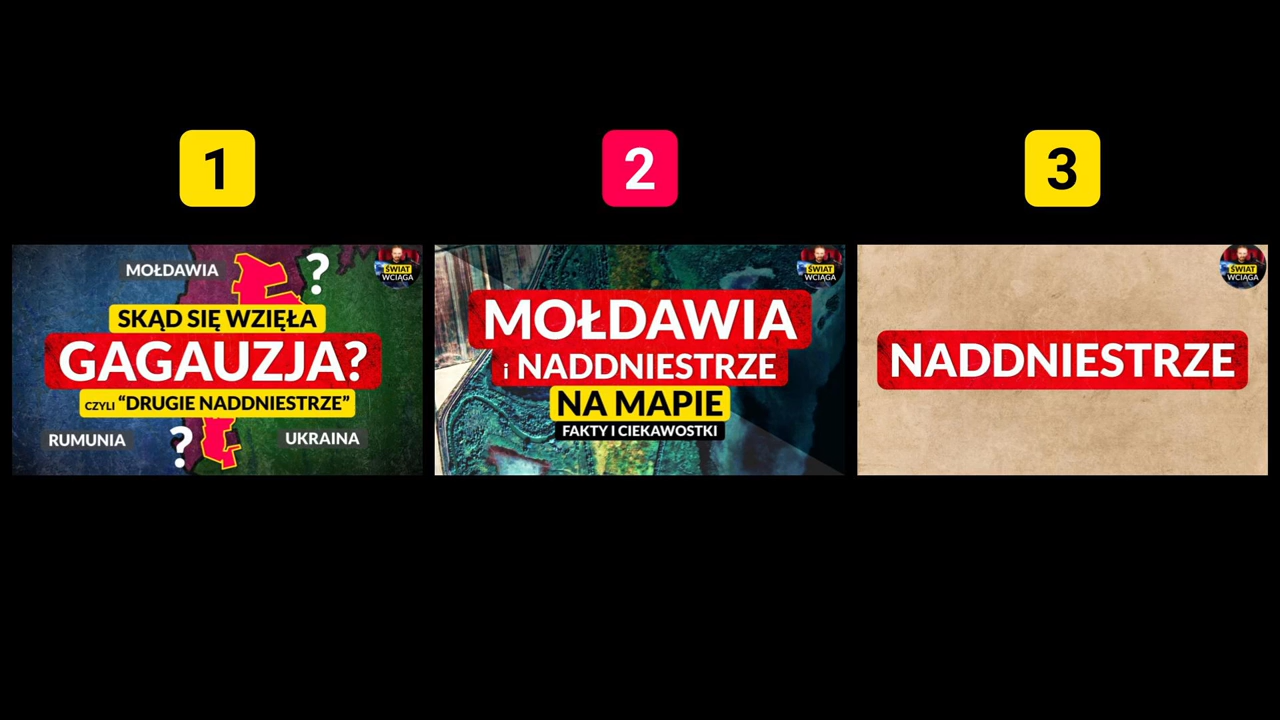 1
2
3
MOŁDAWIA
?
ŚWIAT
WCIĄGA
SKĄD SIĘ WZIĘŁA
GAGAUZJA?
CZYLI “DRUGIE NADDNIESTRZE”
RUMUNIA
?
UKRAINA
ŚWIAT
WCIĄGA
MOŁDAWIA
i NADDNIESTRZE
NA MAPIE
FAKTY I CIEKAWOSTKI
ŚWIAT
WCIĄGA
NADDNIESTRZE